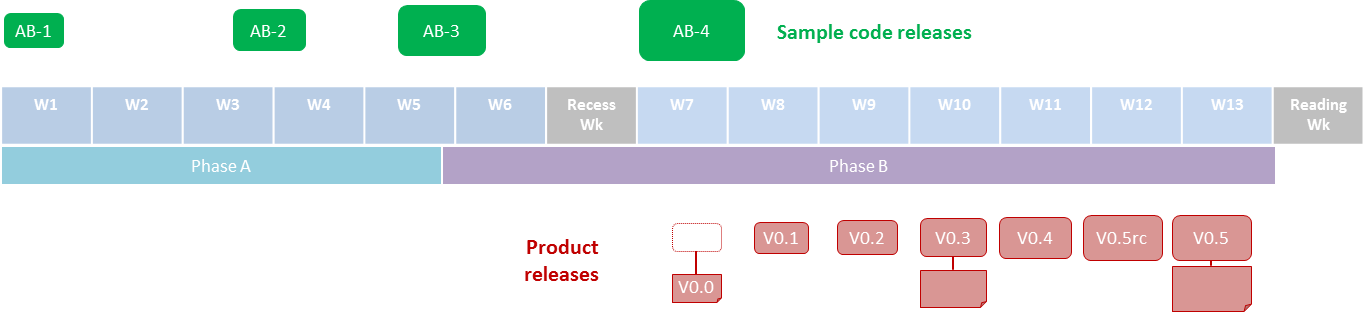 AB-1
AB-2
AB-3
AB-4
Sample code releases
W1
W2
W3
W4
W5
W6
Recess
Wk
W7
W8
W9
W10
W11
W12
W13
Reading
Wk
Phase A
Phase B
Product
releases
V0.1
V0.2
V0.3
V0.4
V0.5rc
V0.5
V0.0